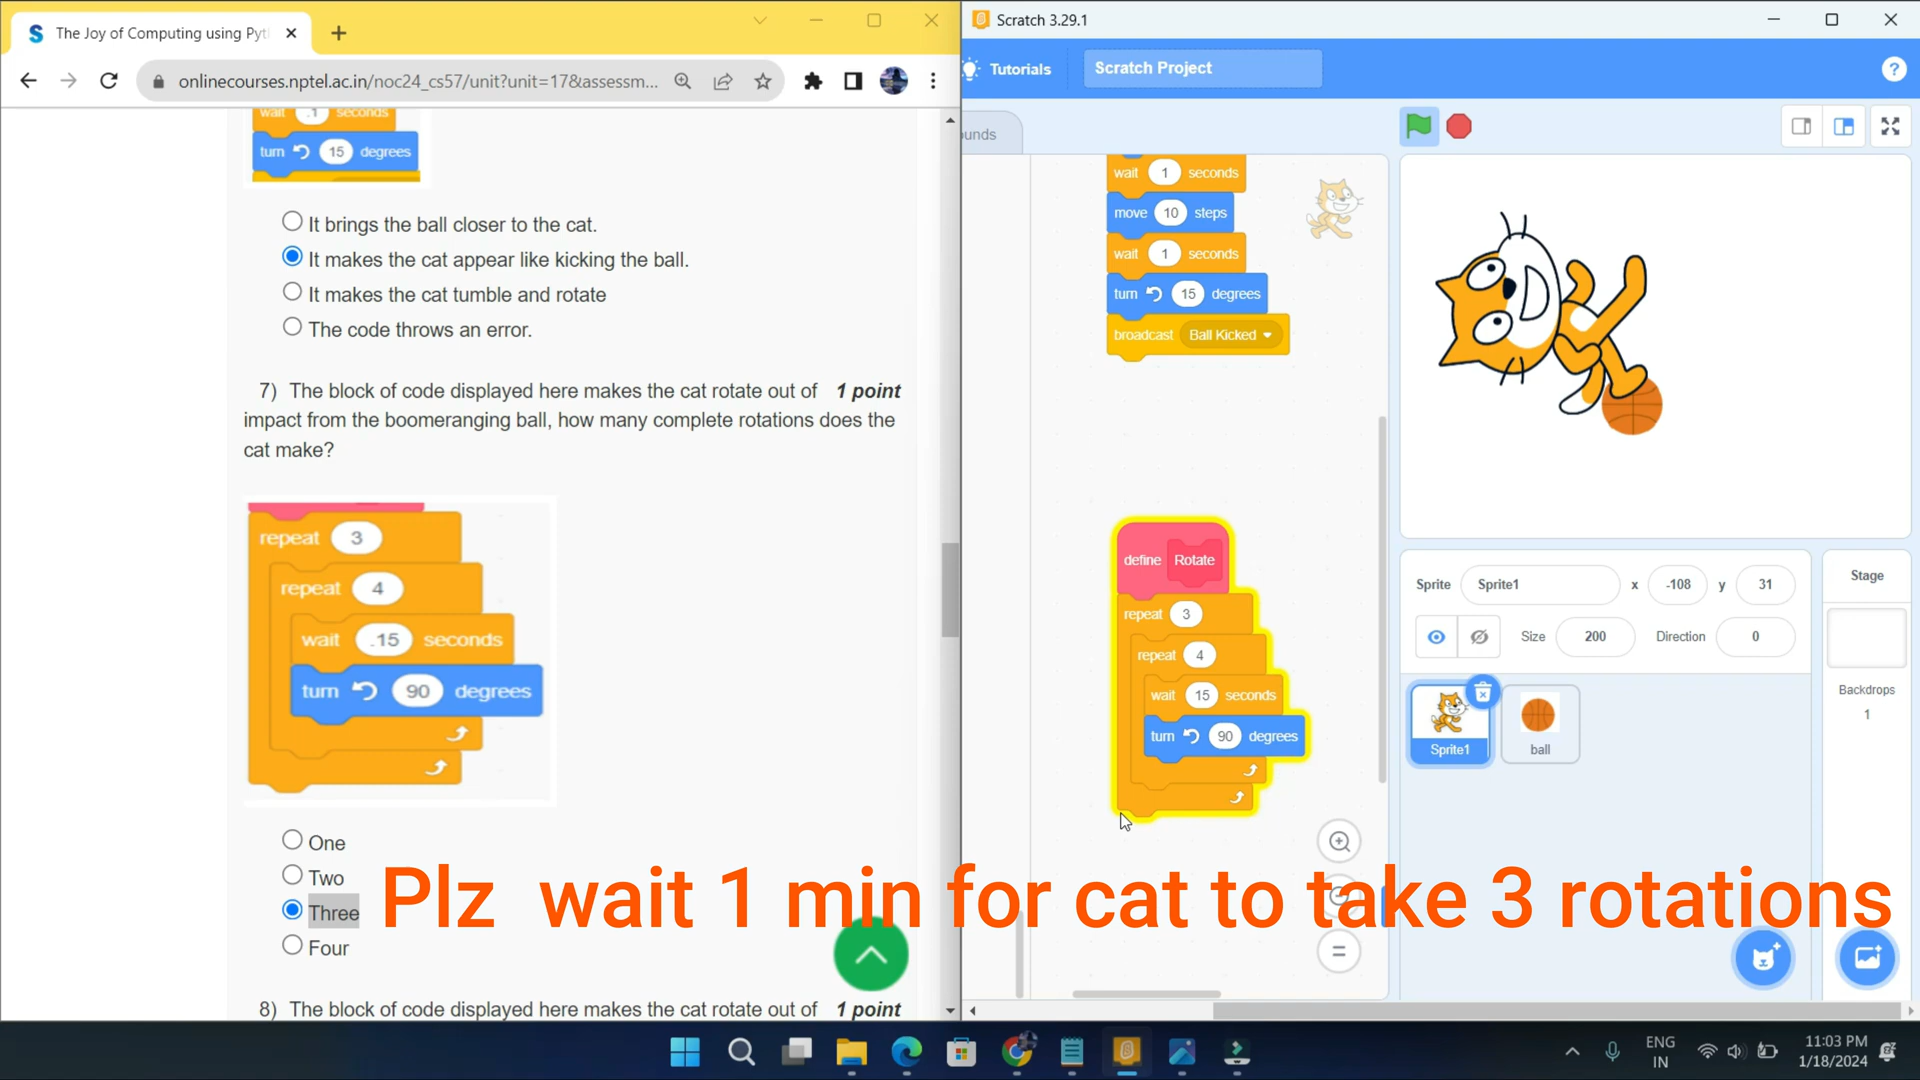 The Joy of Computing using Pyt
Scratch 3.29.1
onlinecourses.nptel.ac.in/noc24_cs57/unit?unit=17&assessm...
Tutorials
Scratch Project
?
wait .1 seconds
turn 15 degrees
It brings the ball closer to the cat.
It makes the cat appear like kicking the ball.
It makes the cat tumble and rotate
The code throws an error.
7) The block of code displayed here makes the cat rotate out of 1 point
impact from the boomeranging ball, how many complete rotations does the
cat make?
repeat 3
repeat 4
wait .15 seconds
turn 90 degrees
One
Two
Three
Four
8) The block of code displayed here makes the cat rotate out of 1 point
unds
wait 1 seconds
move 10 steps
wait 1 seconds
turn 15 degrees
broadcast Ball Kicked
define Rotate
repeat 3
repeat 4
wait 15 seconds
turn 90 degrees
Sprite Sprite1 x -108 y 31
Size 200 Direction 0
Sprite1
ball
Stage
Backdrops
1
Plz wait 1 min for cat to take 3 rotations
ENG
IN
11:03 PM
1/18/2024